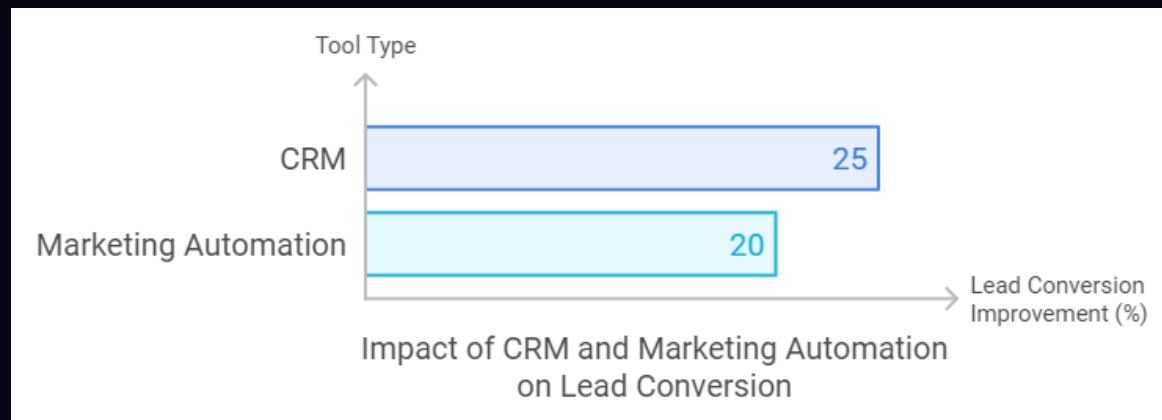 Tool Type
CRM
25
Marketing Automation
20
Lead Conversion
Improvement (%)
Impact of CRM and Marketing Automation
on Lead Conversion